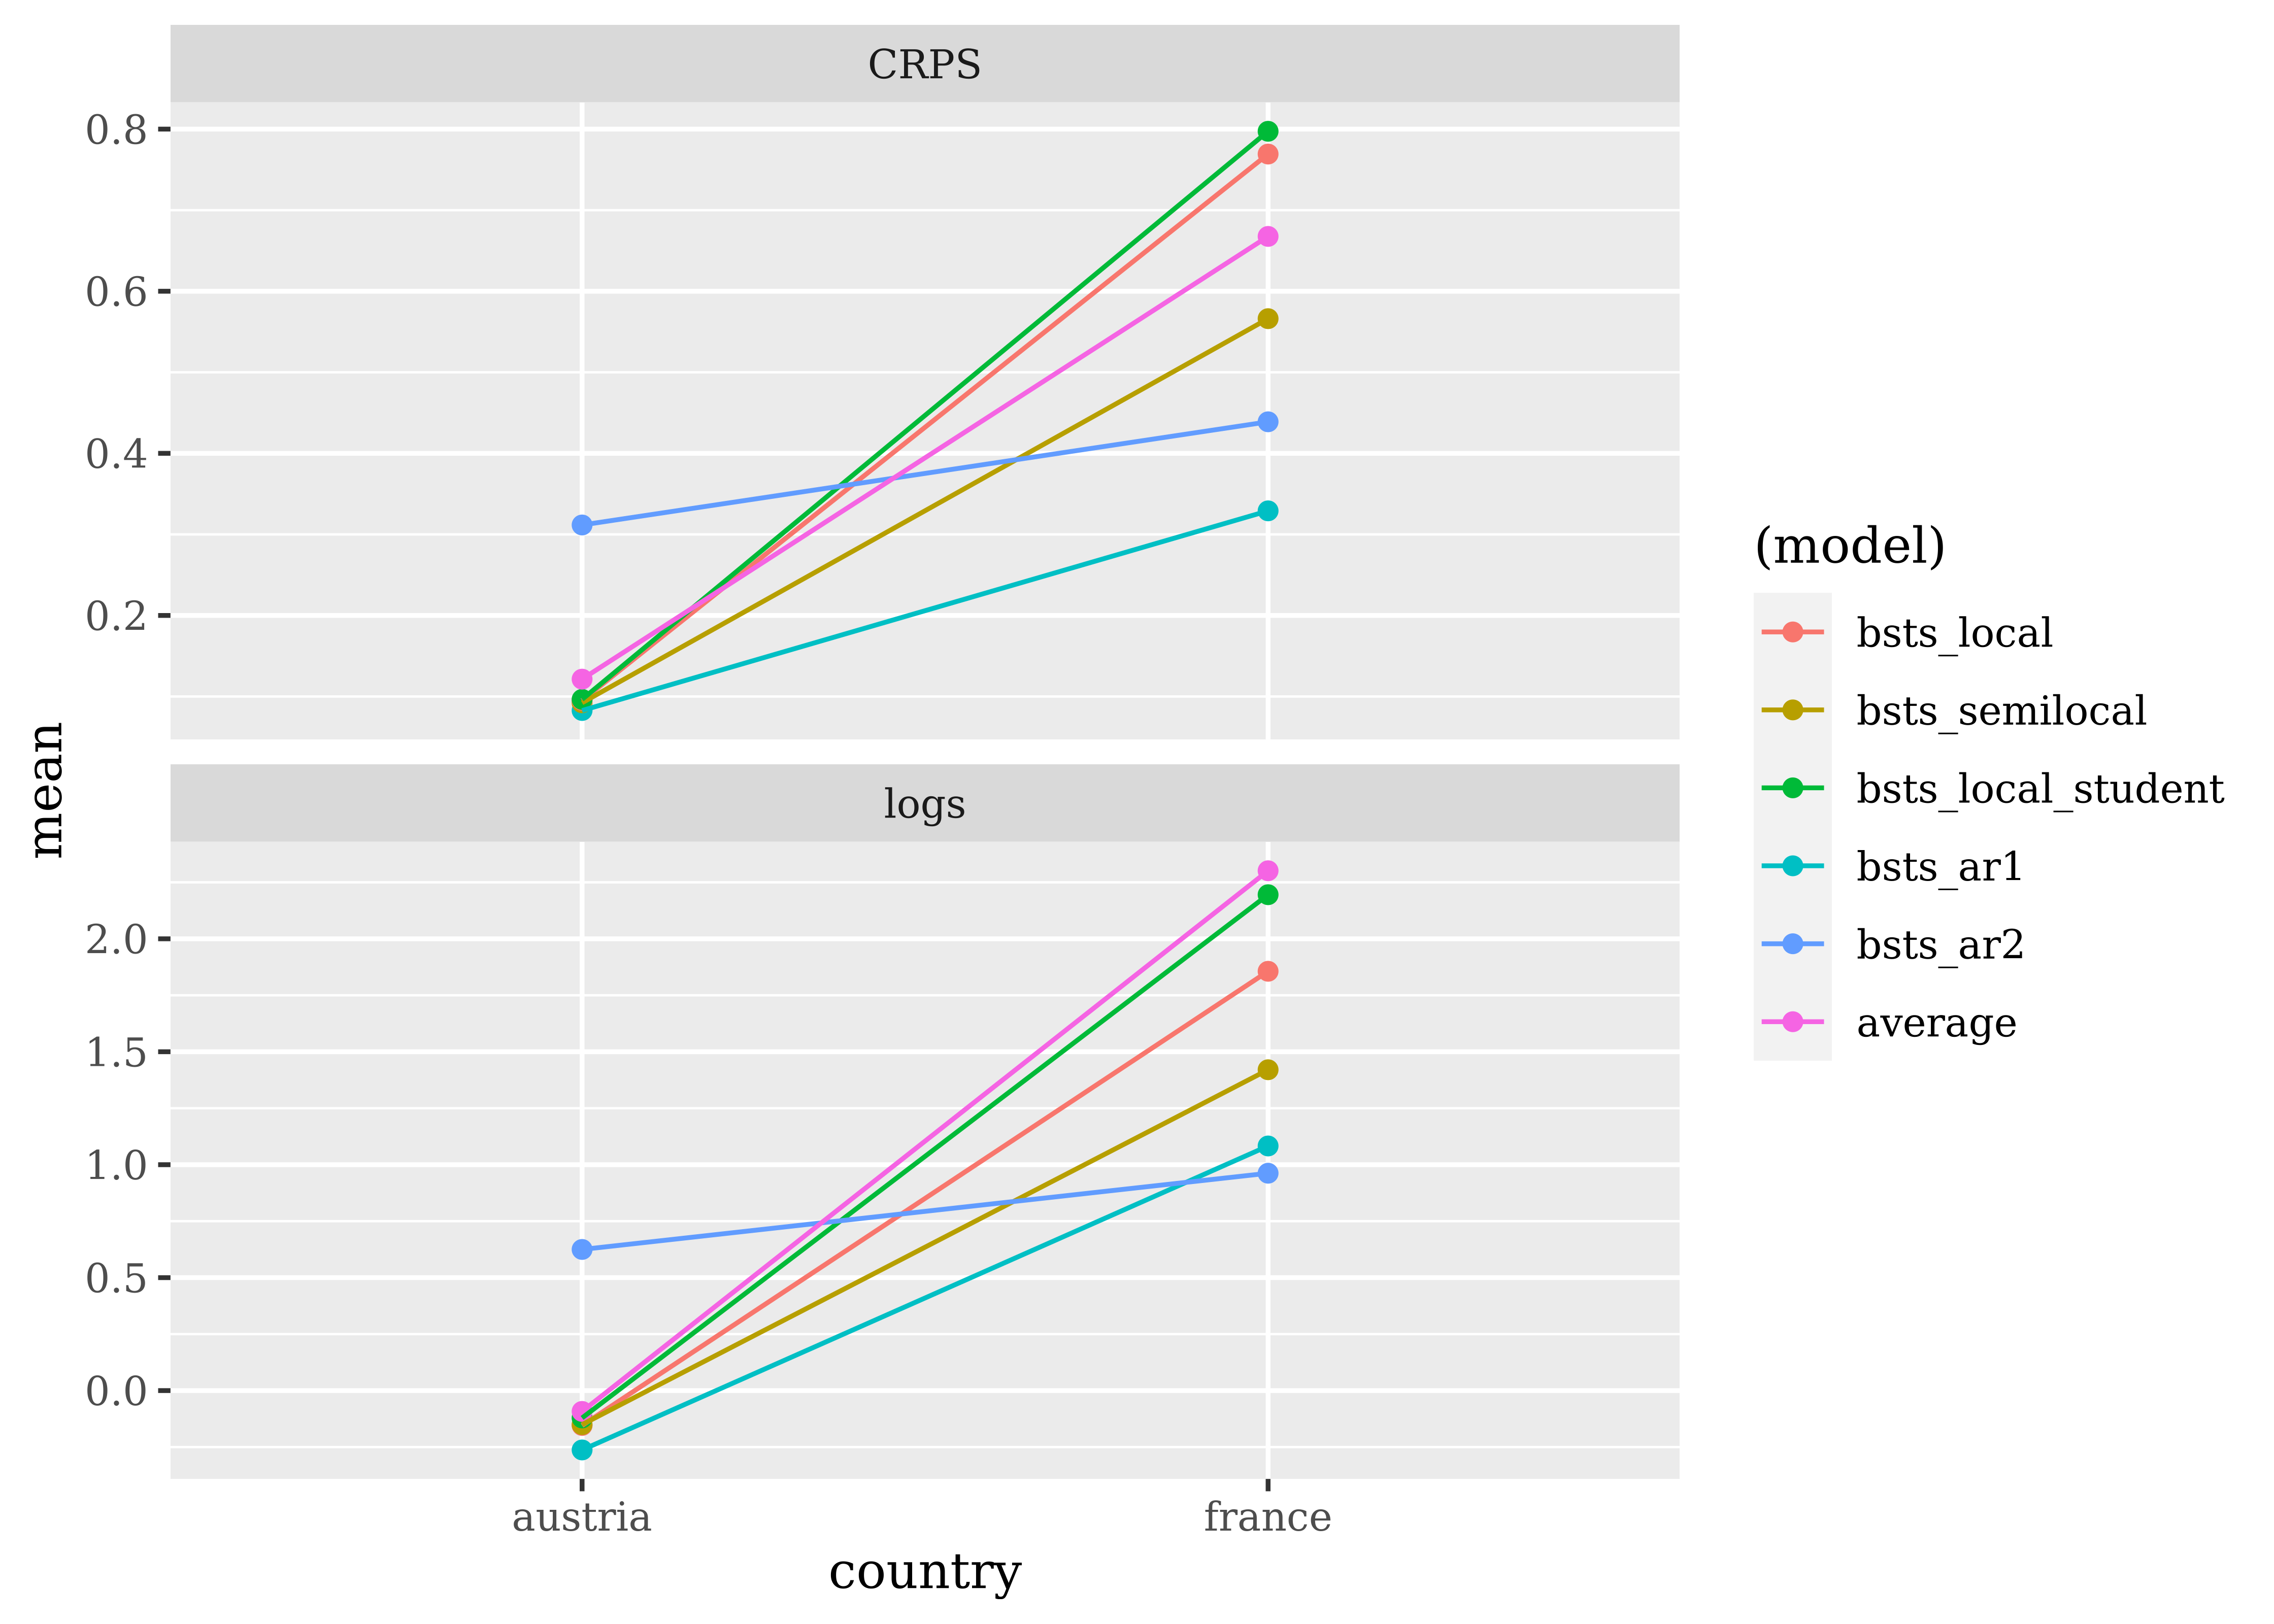 CRPS
0.8
0.6
0.4
0.2
logs
2.0
1.5
1.0
0.5
0.0
mean
austria
france
country
(model)
bsts_local
bsts_semilocal
bsts_local_student
bsts_ar1
bsts_ar2
average